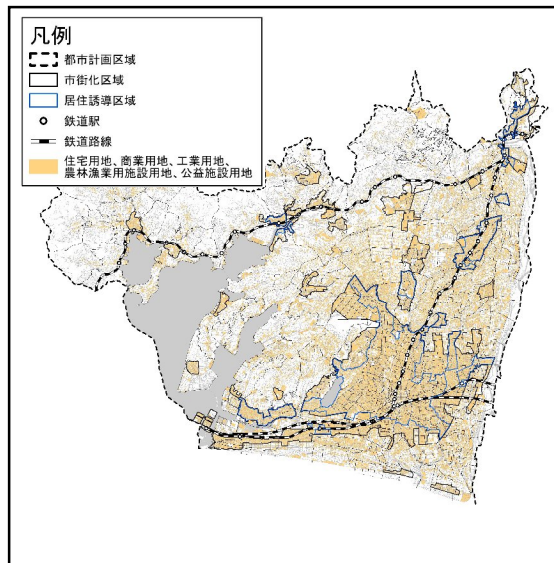 凡例
都市計画区域
市街化区域
居住誘導区域
鉄道駅
鉄道路線
住宅用地、商業用地、工業用地、
農林漁業用施設用地、公益施設用地